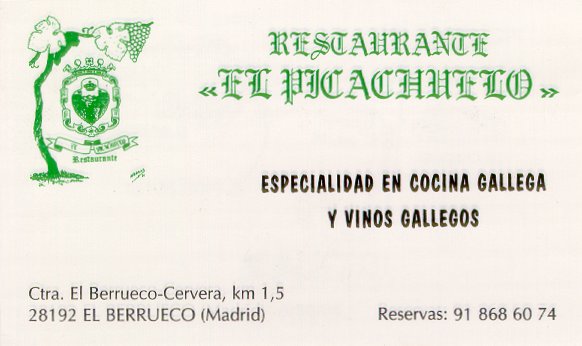 RESTAURANTE
«EL PICACHUELO»
Restaurante
ESPECIALIDAD EN COCINA GALLEGA
Y VINOS GALLEGOS
Ctra. El Berrueco-Cervera, km 1,5
28192 EL BERRUECO (Madrid)
Reservas: 91 868 60 74